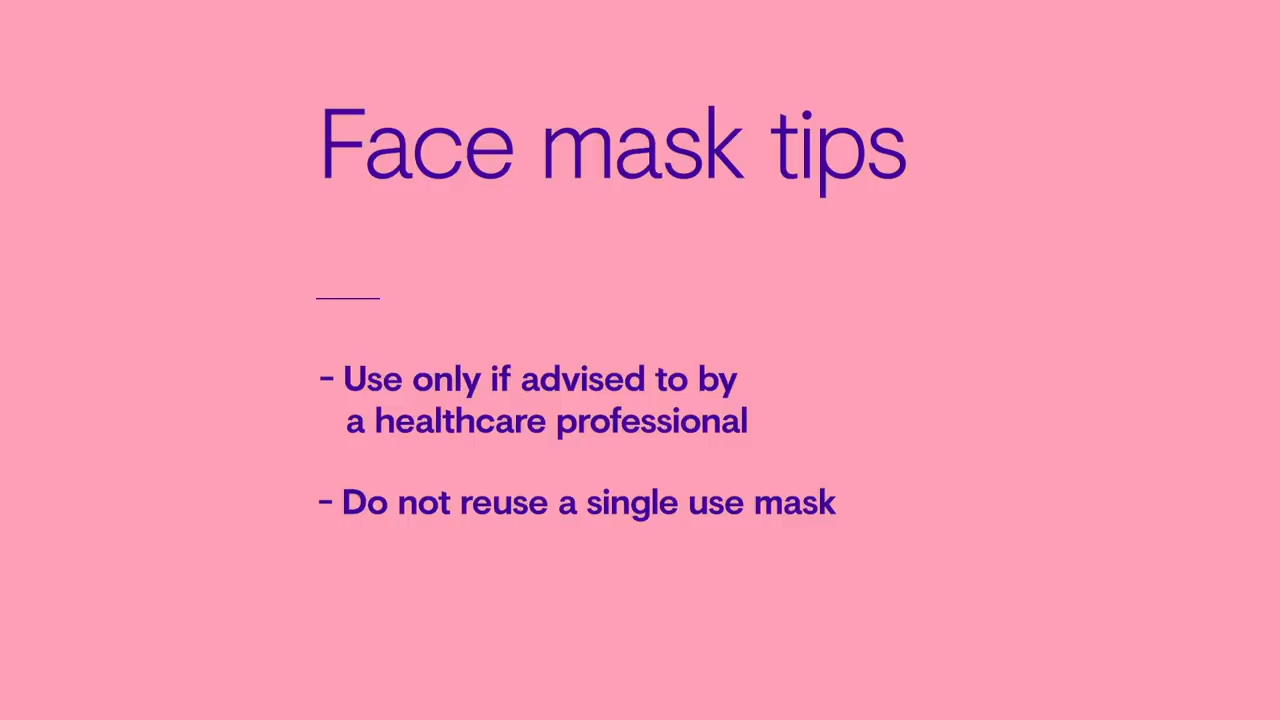 Face mask tips
- Use only if advised to by
a healthcare professional
- Do not reuse a single use mask